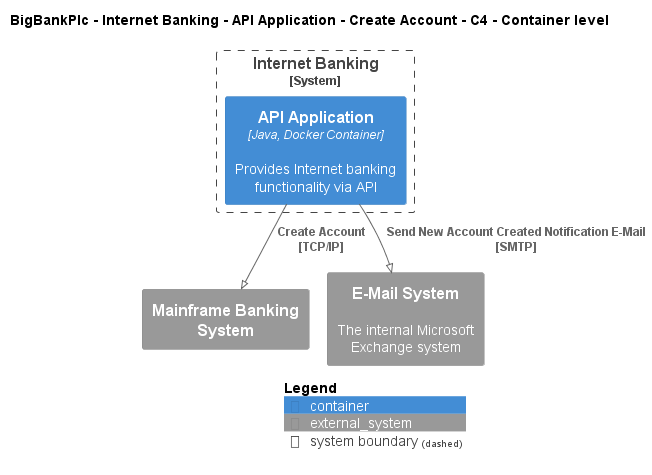 BigBankPlc - Internet Banking - API Application - Create Account - C4 - Container level
Internet Banking
[System]
API Application
[Java, Docker Container]
Provides Internet banking
functionality via API
Create Account
[TCP/IP]
Send New Account Created Notification E-Mail
[SMTP]
Mainframe Banking
System
E-Mail System
The internal Microsoft
Exchange system
Legend
container
external_system
system boundary (dashed)